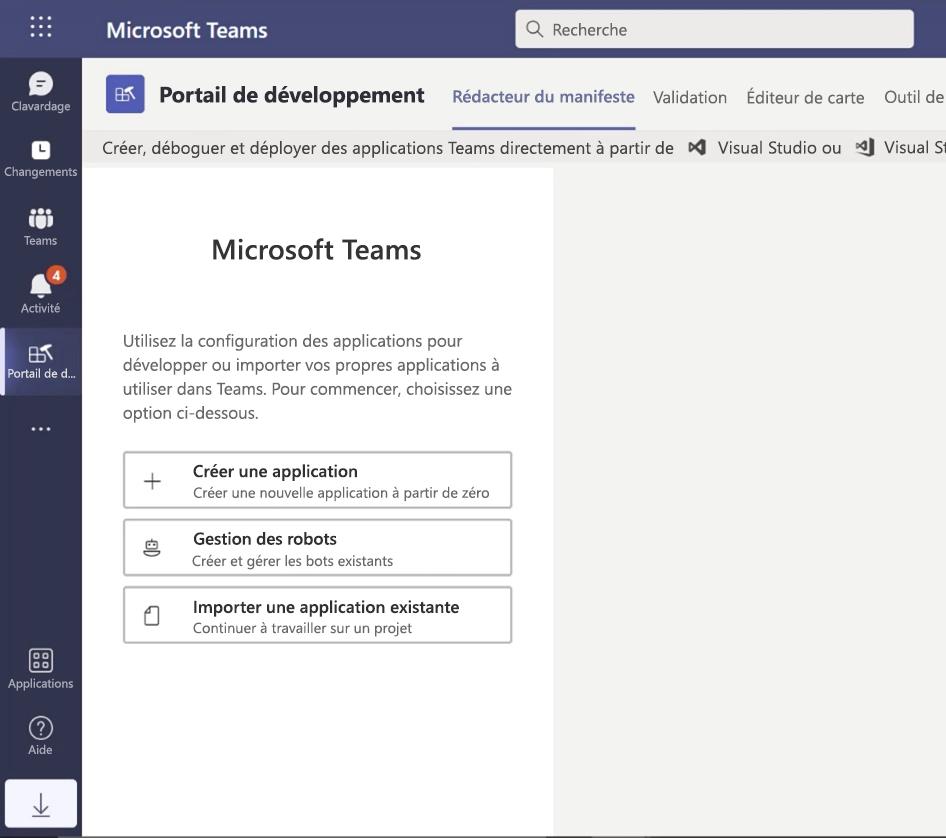 Microsoft Teams
Recherche
Clavardage
Changements
Teams
4
Activité
Portail de d...
Applications
Aide
Portail de développement
Rédacteur du manifeste
Validation
Éditeur de carte
Outil de
Créer, déboguer et déployer des applications Teams directement à partir de Visual Studio ou Visual St
Microsoft Teams
Utilisez la configuration des applications pour
développer ou importer vos propres applications à
utiliser dans Teams. Pour commencer, choisissez une
option ci-dessous.
Créer une application
Créer une nouvelle application à partir de zéro
Gestion des robots
Créer et gérer les bots existants
Importer une application existante
Continuer à travailler sur un projet